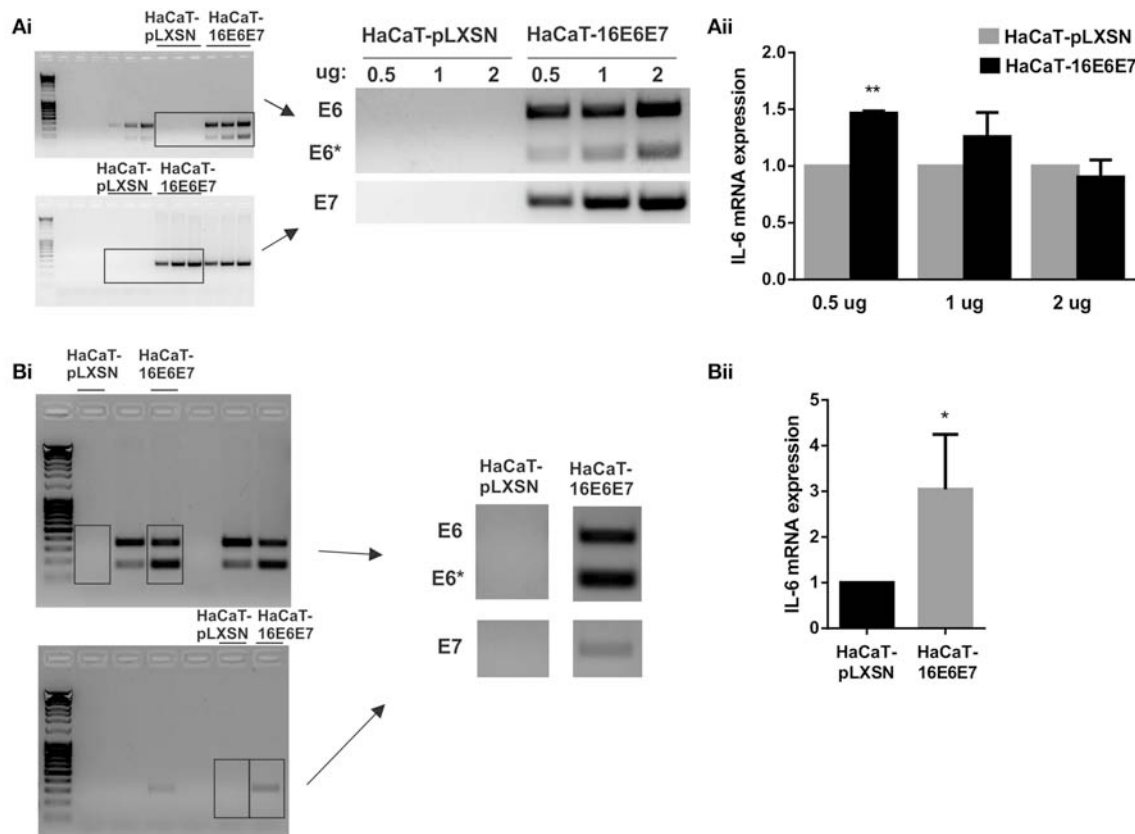 Ai
HaCaT- HaCaT-
pLXSN 16E6E7
HaCaT- HaCaT-
pLXSN 16E6E7
HaCaT-pLXSN HaCaT-16E6E7
ug: 0.5 1 2 0.5 1 2
E6
E6*
E7
Aii
HaCaT-pLXSN
HaCaT-16E6E7
IL-6 mRNA expression
2.0
1.5
1.0
0.5
0.0
**
0.5 ug 1 ug 2 ug
Bi
HaCaT- HaCaT-
pLXSN 16E6E7
HaCaT- HaCaT-
pLXSN 16E6E7
HaCaT- HaCaT-
pLXSN 16E6E7
E6
E6*
E7
Bii
IL-6 mRNA expression
5
4
3
2
1
0
*
HaCaT- HaCaT-
pLXSN 16E6E7